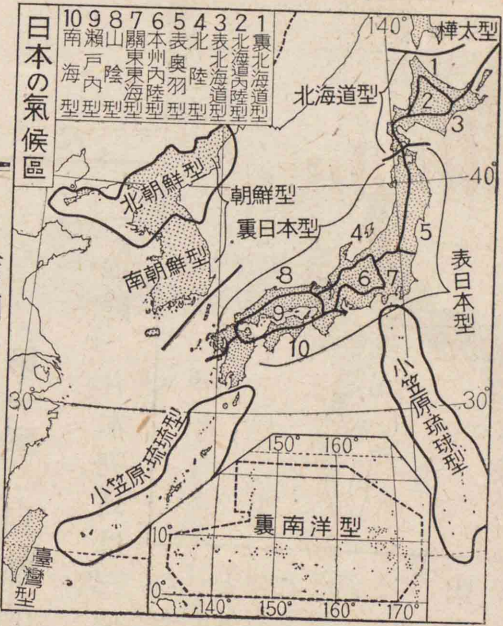 日本の氣候區
1 裏北海道型
2 北海道內陸型
3 表北海道型
4 北陸型
5 表奥羽型
6 本州內陸型
7 關東東海型
8 山陰型
9 瀨戸內型
10 南海型
140°
樺太型
1
2
3
北海道型
40°
北朝鮮型
朝鮮型
裏日本型
南朝鮮型
4
5
6
7
8
9
10
表日本型
30°
30°
小笠原·琉琉型
小笠原·琉球型
150°
160°
裏南洋型
10°
0°
140°
150°
160°
170°
臺灣型